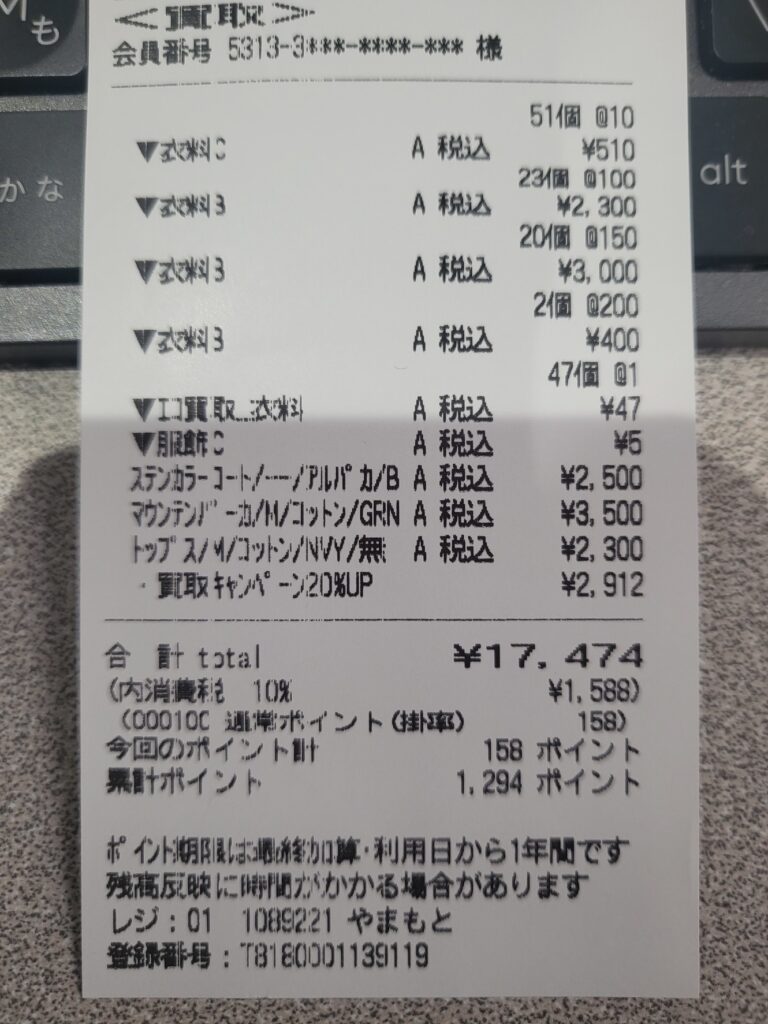 ＜買取＞
会員番号 5313-3***-****-*** 様
51個 @10
▼衣料C A 税込 ¥510
23個 @100
▼衣料B A 税込 ¥2,300
20個 @150
▼衣料B A 税込 ¥3,000
2個 @200
▼衣料B A 税込 ¥400
47個 @1
▼エコ買取_衣料 A 税込 ¥47
▼服飾C A 税込 ¥5
ステンカラーコート/---/アルパカ/B A 税込 ¥2,500
マウンテンパーカ/M/コットン/GRN A 税込 ¥3,500
トップス/M/コットン/NVY/無 A 税込 ¥2,300
・買取キャンペーン20%UP ¥2,912
合 計 total ¥17,474
(内消費税 10% ¥1,588)
(000100 通常ポイント(掛率) 158)
今回のポイント計 158 ポイント
累計ポイント 1,294 ポイント
ポイント期限は最終加算・利用日から1年間です
残高反映に時間がかかる場合があります
レジ:01 1089221 やまもと
登録番号:T8180001139119
M も
かな
alt